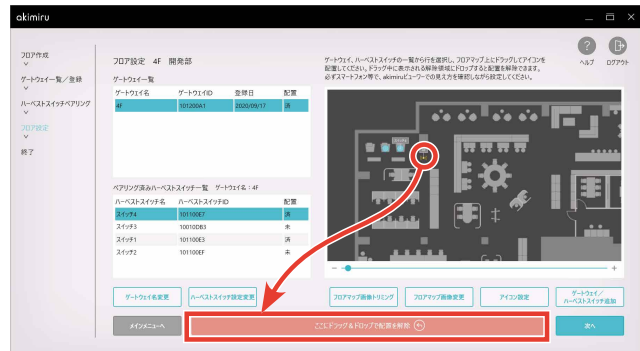 akimiru
フロア作成
ゲートウェイ一覧／登録
ハーベストスイッチペアリング
フロア設定
終了
フロア設定 4F 開発部
ゲートウェイ、ハーベストスイッチの一覧から行を選択し、フロアマップ上にドラッグしてアイコンを
配置してください。ドラッグ中に表示される解除領域にドロップすると配置を解除できます。
必ずスマートフォン等で、akimiruビューワーでの見え方を確認しながら設定してください。
ヘルプ ログアウト
ゲートウェイ一覧
ゲートウェイ名 ゲートウェイID 登録日 配置
4F 101200A1 2020/09/17 済
ペアリング済みハーベストスイッチ一覧 ゲートウェイ名：4F
ハーベストスイッチ名 ハーベストスイッチID 配置
スイッチ4 101100E7 済
スイッチ3 10010DB3 未
スイッチ1 101100E3 済
スイッチ2 101100EF 未
ゲートウェイ名変更 ハーベストスイッチ設定変更 フロアマップ画像トリミング フロアマップ画像変更 アイコン設定 ゲートウェイ／
ハーベストスイッチ追加
メインメニューへ ここにドラッグ＆ドロップで配置を解除 次へ